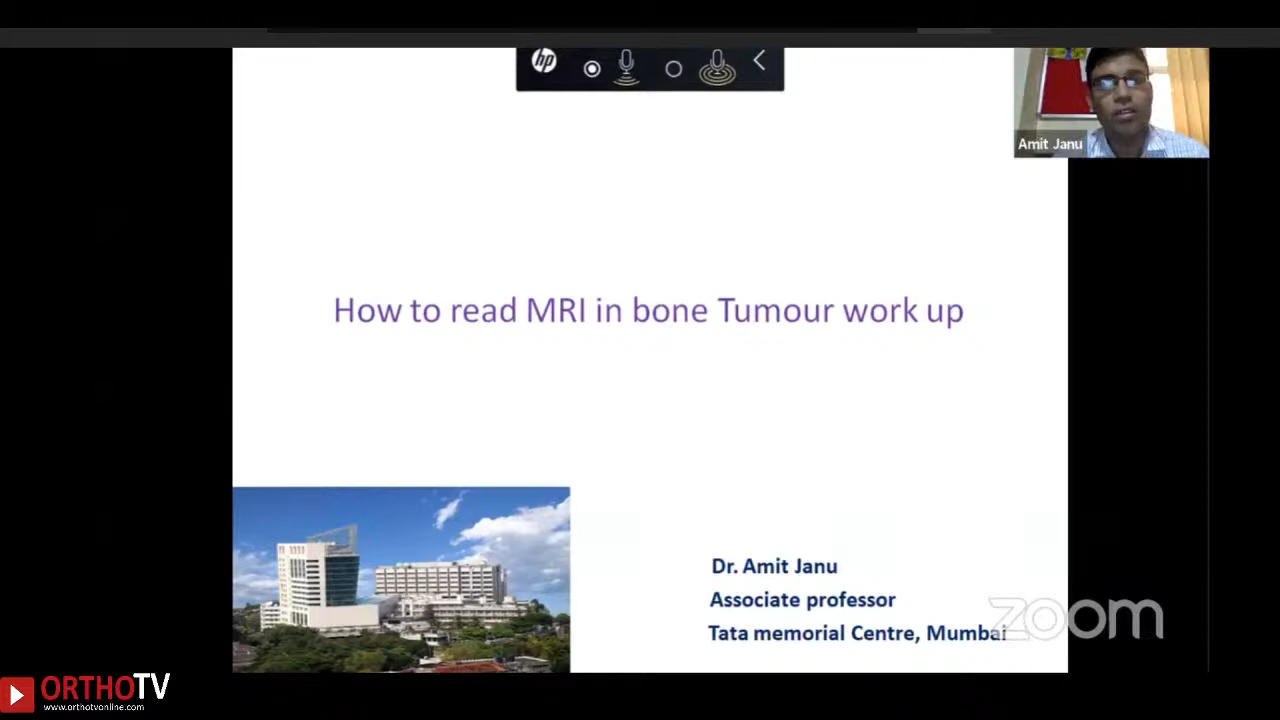 hp
Amit Janu
How to read MRI in bone Tumour work up
Dr. Amit Janu
Associate professor
Tata memorial Centre, Mumbai
zoom
ORTHOTV
www.orthotvonline.com